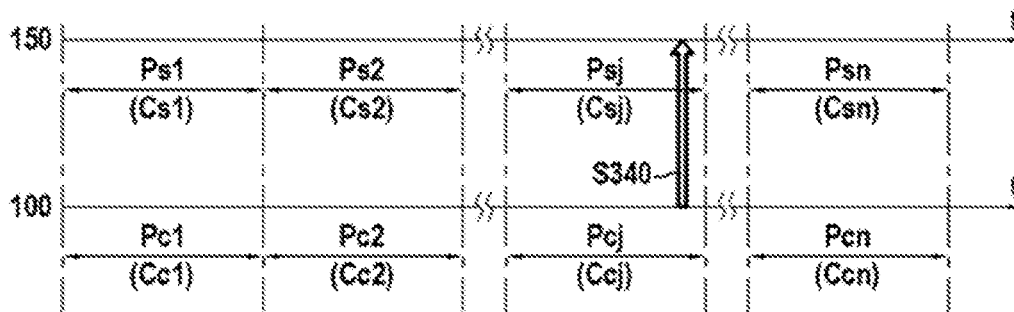 150 t
Ps1 Ps2 Psj Psn
(Cs1) (Cs2) (Csj) (Csn)
S340
100 t
Pc1 Pc2 Pcj Pcn
(Cc1) (Cc2) (Ccj) (Ccn)